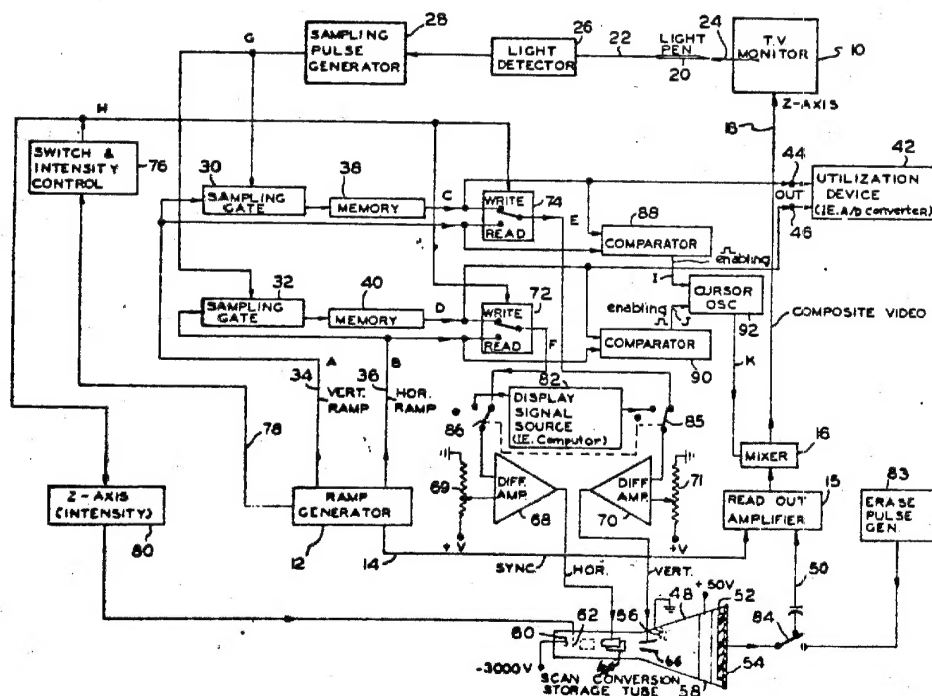 G
28
SAMPLING
PULSE
GENERATOR
26
LIGHT
DETECTOR
22
LIGHT
PEN
20
24
T.V
MONITOR
10
Z-AXIS
18
H
SWITCH &
INTENSITY
CONTROL
76
30
SAMPLING
GATE
38
MEMORY
C
WRITE
READ
74
E
88
COMPARATOR
enabling
I
44
OUT
46
42
UTILIZATION
DEVICE
(I.E. A/D converter)
32
SAMPLING
GATE
40
MEMORY
D
WRITE
READ
72
F
enabling
COMPARATOR
90
CURSOR
OSC
92
COMPOSITE VIDEO
K
A
B
34
VERT.
RAMP
36
HOR.
RAMP
78
82
DISPLAY
SIGNAL
SOURCE
(I.E. Computor)
86
85
MIXER
16
Z-AXIS
(INTENSITY)
80
RAMP
GENERATOR
12
14
69
+V
DIFF.
AMP.
68
DIFF
AMP.
70
71
+V
READ OUT
AMPLIFIER
15
83
ERASE
PULSE
GEN.
SYNC
HOR.
VERT.
50
84
+50V
48
52
54
56
58
60
62
64
66
-3000V
SCAN CONVERSION
STORAGE TUBE